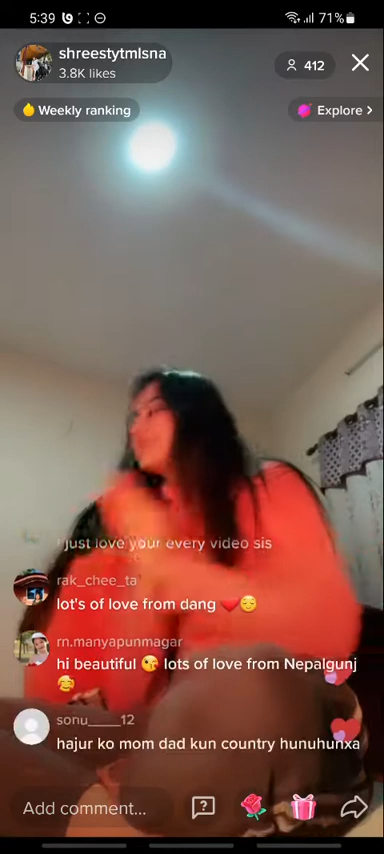 5:39
71%
shreestytmlsna
3.8K likes
412
Weekly ranking
Explore >
I just love your every video sis
rak_chee_ta
lot's of love from dang ❤️😌
rn.manyapunmagar
hi beautiful 😘 lots of love from Nepalgunj
🥰
sonu____12
hajur ko mom dad kun country hunuhunxa
Add comment...